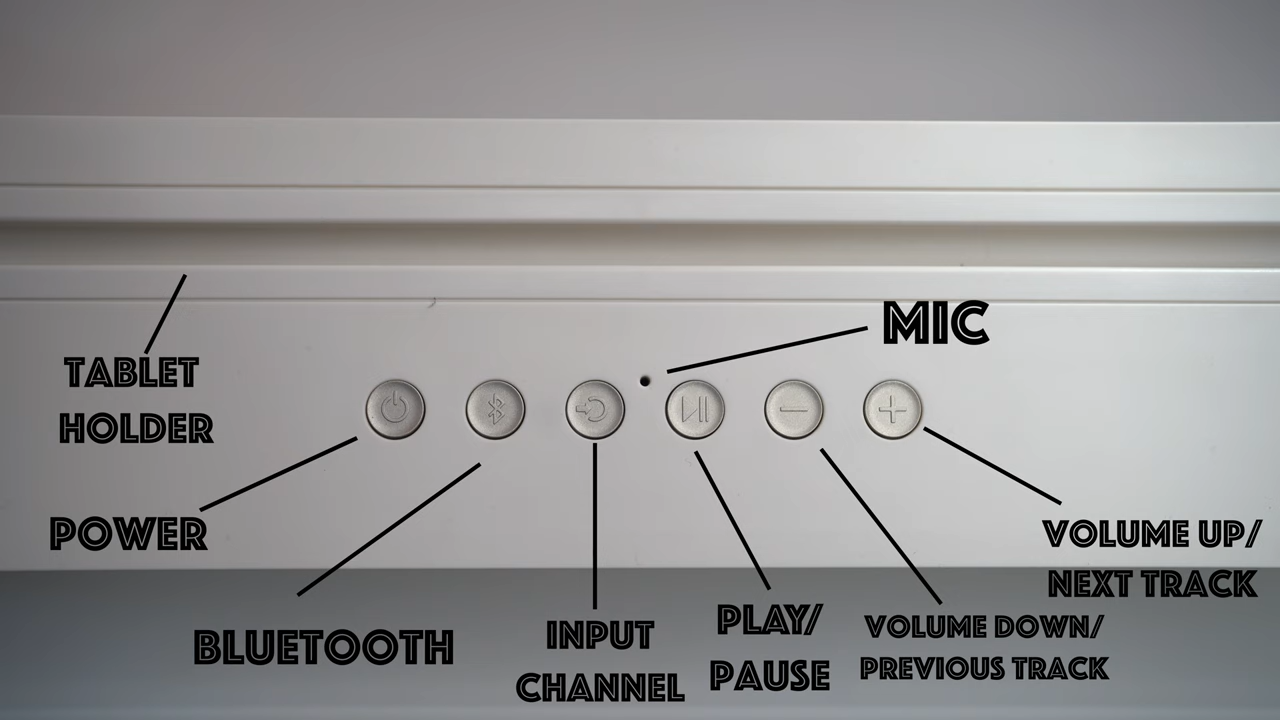 MIC
TABLET
HOLDER
POWER
BLUETOOTH
INPUT
CHANNEL
PLAY/
PAUSE
VOLUME DOWN/
PREVIOUS TRACK
VOLUME UP/
NEXT TRACK